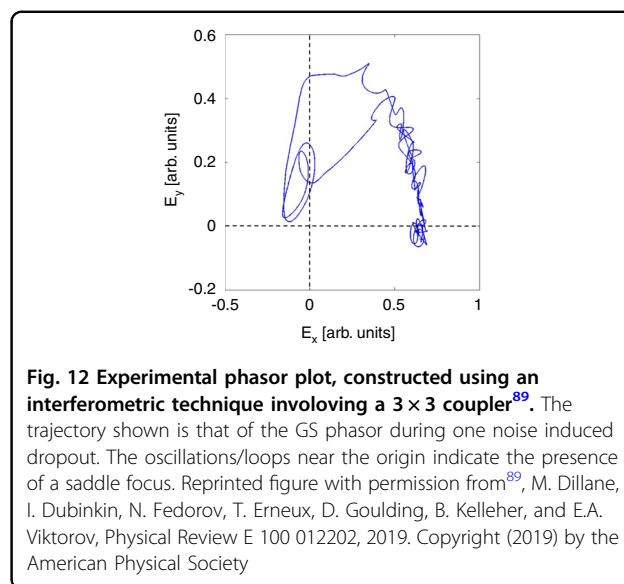 0.6
0.4
0.2
0
-0.2
E_y [arb. units]
-0.5
0
0.5
1
E_x [arb. units]
Fig. 12 Experimental phasor plot, constructed using an
interferometric technique involoving a 3 × 3 coupler89. The
trajectory shown is that of the GS phasor during one noise induced
dropout. The oscillations/loops near the origin indicate the presence
of a saddle focus. Reprinted figure with permission from89, M. Dillane,
I. Dubinkin, N. Fedorov, T. Erneux, D. Goulding, B. Kelleher, and E.A.
Viktorov, Physical Review E 100 012202, 2019. Copyright (2019) by the
American Physical Society